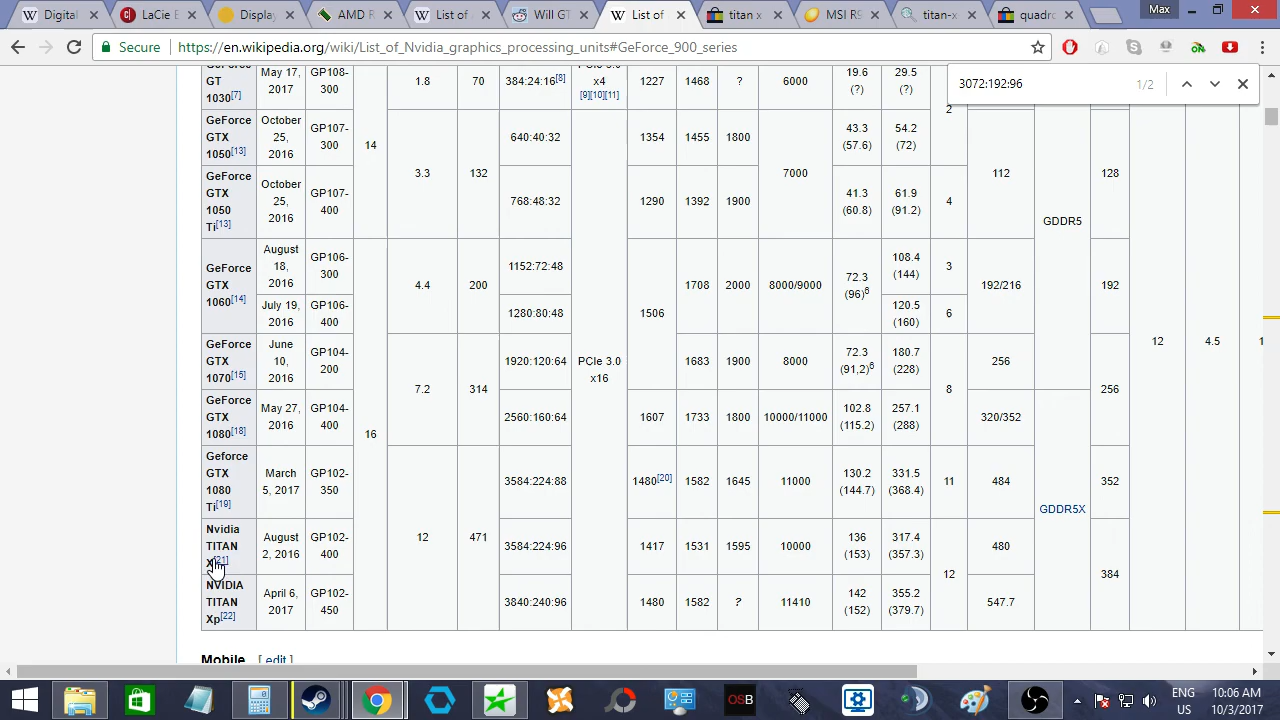 Digital
LaCie E
Display
AMD R
List of
Will GT
List of
titan x
MSI R9
titan-x
quadro
Max
Secure
https://en.wikipedia.org/wiki/List_of_Nvidia_graphics_processing_units#GeForce_900_series
3072:192:96
1/2
GeForce
GT
1030[7]
May 17,
2017
GP108-
300
1.8
70
384:24:16[8]
PCIe 3.0
x4
[9][10][11]
1227
1468
?
6000
19.6
(?)
29.5
(?)
2
GeForce
GTX
1050[13]
October
25,
2016
GP107-
300
14
3.3
132
640:40:32
1354
1455
1800
7000
43.3
(57.6)
54.2
(72)
112
GDDR5
128
GeForce
GTX
1050
Ti[13]
October
25,
2016
GP107-
400
768:48:32
1290
1392
1900
41.3
(60.8)
61.9
(91.2)
4
GeForce
GTX
1060[14]
August
18,
2016
GP106-
300
4.4
200
1152:72:48
1506
1708
2000
8000/9000
72.3
(96)6
108.4
(144)
3
192/216
192
July 19,
2016
GP106-
400
1280:80:48
120.5
(160)
6
GeForce
GTX
1070[15]
June
10,
2016
GP104-
200
16
7.2
314
1920:120:64
PCIe 3.0
x16
1683
1900
8000
72.3
(91,2)6
180.7
(228)
8
256
256
12
4.5
1
GeForce
GTX
1080[18]
May 27,
2016
GP104-
400
2560:160:64
1607
1733
1800
10000/11000
102.8
(115.2)
257.1
(288)
320/352
GDDR5X
Geforce
GTX
1080
Ti[19]
March
5, 2017
GP102-
350
12
471
3584:224:88
1480[20]
1582
1645
11000
130.2
(144.7)
331.5
(368.4)
11
484
352
Nvidia
TITAN
X[21]
August
2, 2016
GP102-
400
3584:224:96
1417
1531
1595
10000
136
(153)
317.4
(357.3)
12
480
384
NVIDIA
TITAN
Xp[22]
April 6,
2017
GP102-
450
3840:240:96
1480
1582
?
11410
142
(152)
355.2
(379.7)
547.7
Mobile [ edit ]
OSB
ENG
US
10:06 AM
10/3/2017